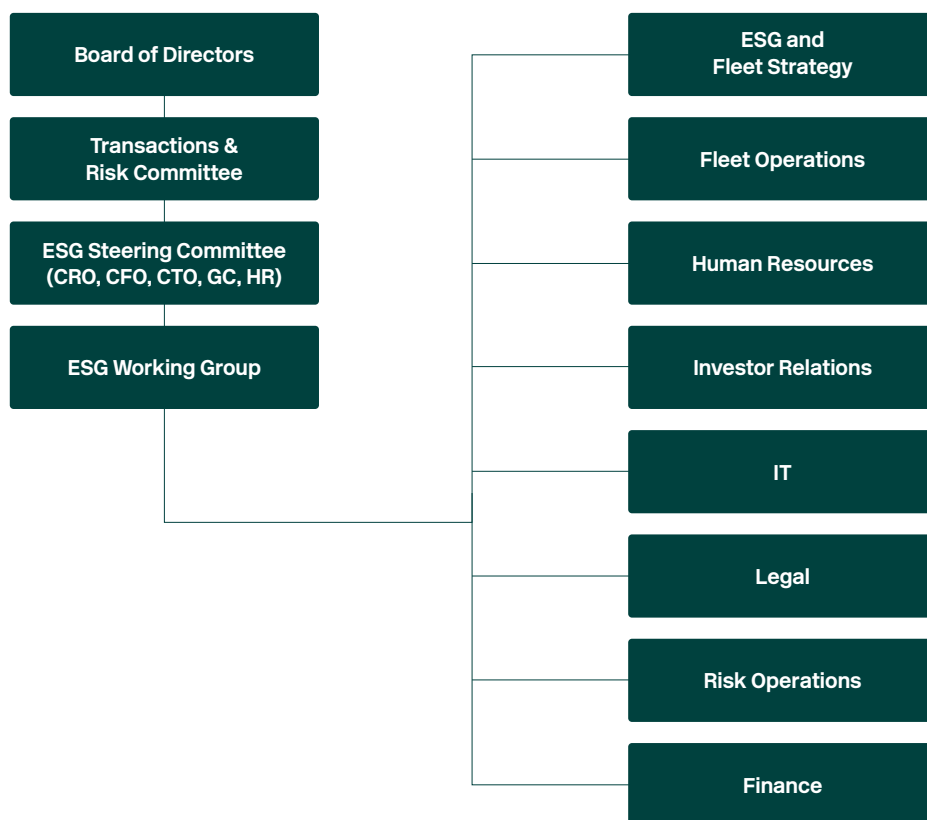 Board of Directors
Transactions &
Risk Committee
ESG Steering Committee
(CRO, CFO, CTO, GC, HR)
ESG Working Group
ESG and
Fleet Strategy
Fleet Operations
Human Resources
Investor Relations
IT
Legal
Risk Operations
Finance